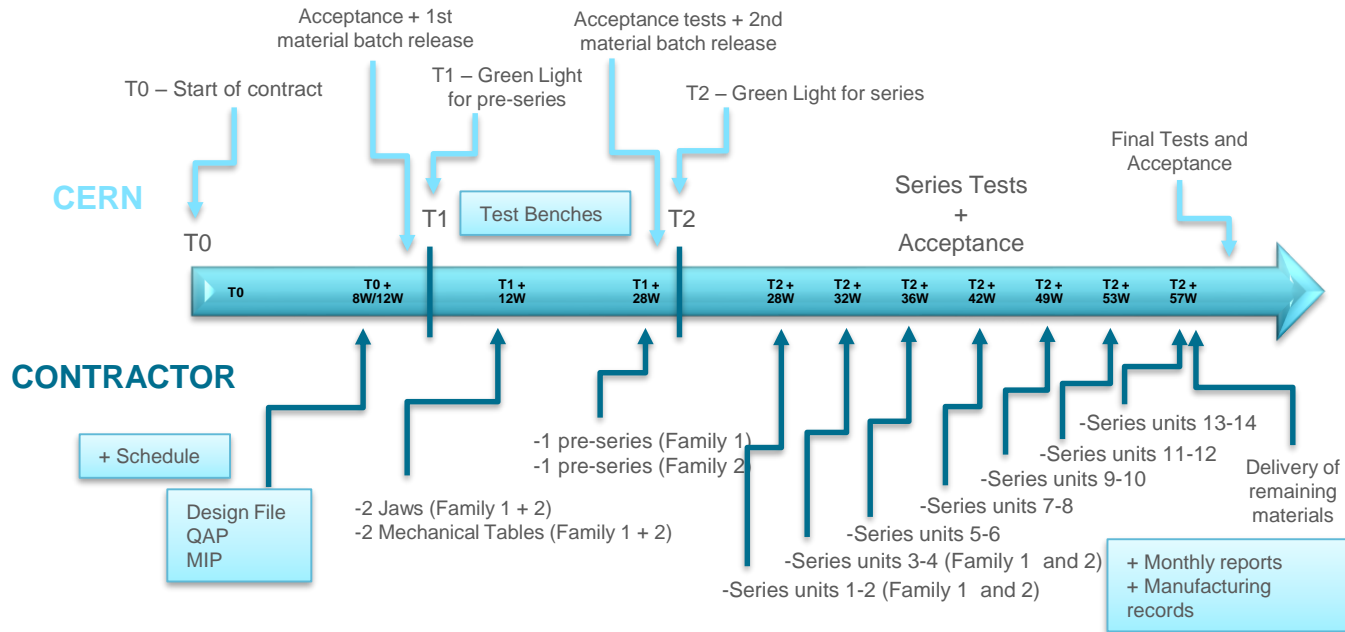 Acceptance + 1st
material batch release
Acceptance tests + 2nd
material batch release
T0 – Start of contract
T1 – Green Light
for pre-series
T2 – Green Light for series
Final Tests and
Acceptance
CERN
Test Benches
Series Tests
+
Acceptance
T0
T1
T2
T0
T0 +
8W/12W
T1 +
12W
T1 +
28W
T2 +
28W
T2 +
32W
T2 +
36W
T2 +
42W
T2 +
49W
T2 +
53W
T2 +
57W
CONTRACTOR
+ Schedule
Design File
QAP
MIP
-2 Jaws (Family 1 + 2)
-2 Mechanical Tables (Family 1 + 2)
-1 pre-series (Family 1)
-1 pre-series (Family 2)
-Series units 13-14
-Series units 11-12
-Series units 9-10
-Series units 7-8
-Series units 5-6
-Series units 3-4 (Family 1 and 2)
-Series units 1-2 (Family 1 and 2)
Delivery of
remaining
materials
+ Monthly reports
+ Manufacturing
records